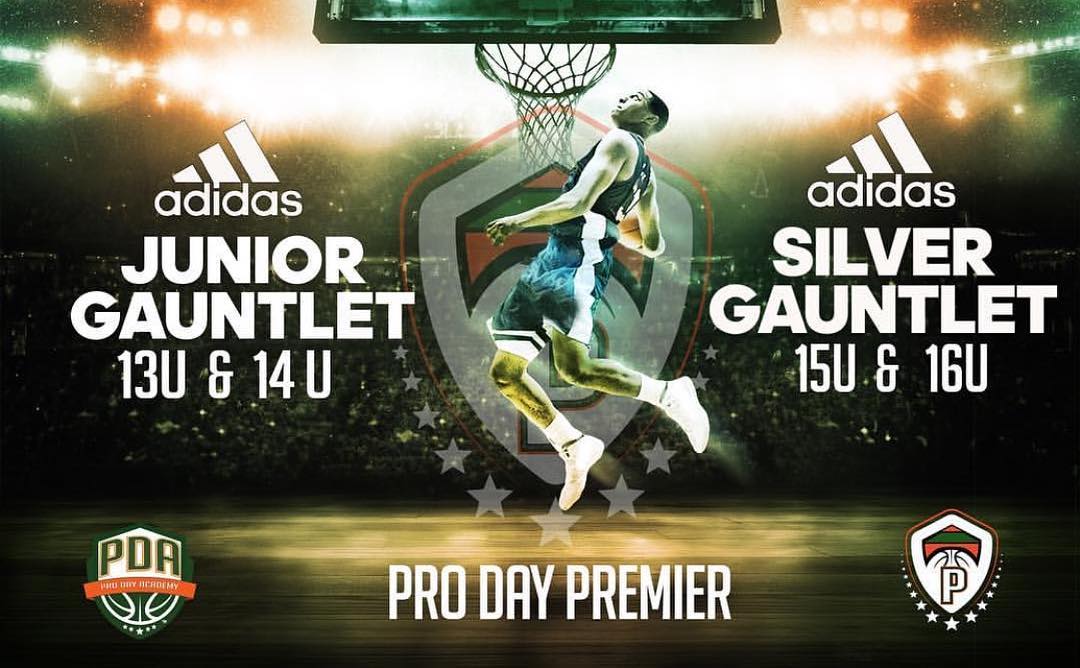 adidas
JUNIOR
GAUNTLET
13U & 14 U
adidas
SILVER
GAUNTLET
15U & 16U
PDA
PRO DAY ACADEMY
PRO DAY PREMIER
P